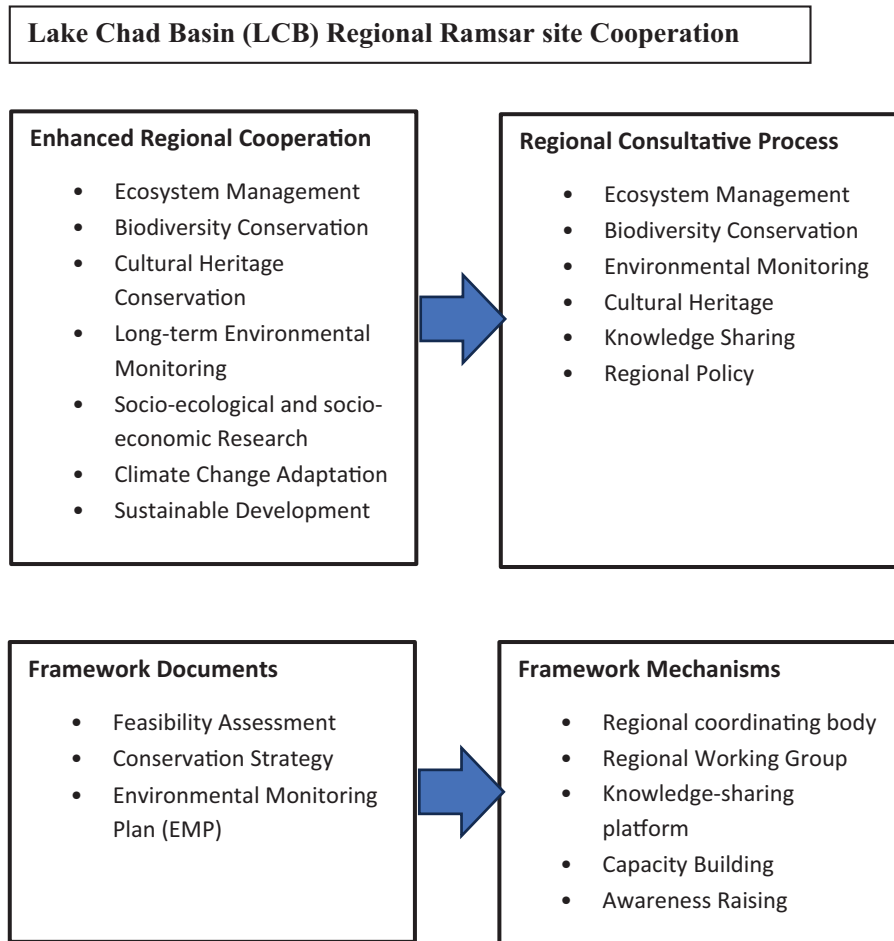 Lake Chad Basin (LCB) Regional Ramsar site Cooperation
Enhanced Regional Cooperation
• Ecosystem Management
• Biodiversity Conservation
• Cultural Heritage
Conservation
• Long-term Environmental
Monitoring
• Socio-ecological and socio-
economic Research
• Climate Change Adaptation
• Sustainable Development
Regional Consultative Process
• Ecosystem Management
• Biodiversity Conservation
• Environmental Monitoring
• Cultural Heritage
• Knowledge Sharing
• Regional Policy
Framework Documents
• Feasibility Assessment
• Conservation Strategy
• Environmental Monitoring
Plan (EMP)
Framework Mechanisms
• Regional coordinating body
• Regional Working Group
• Knowledge-sharing
platform
• Capacity Building
• Awareness Raising